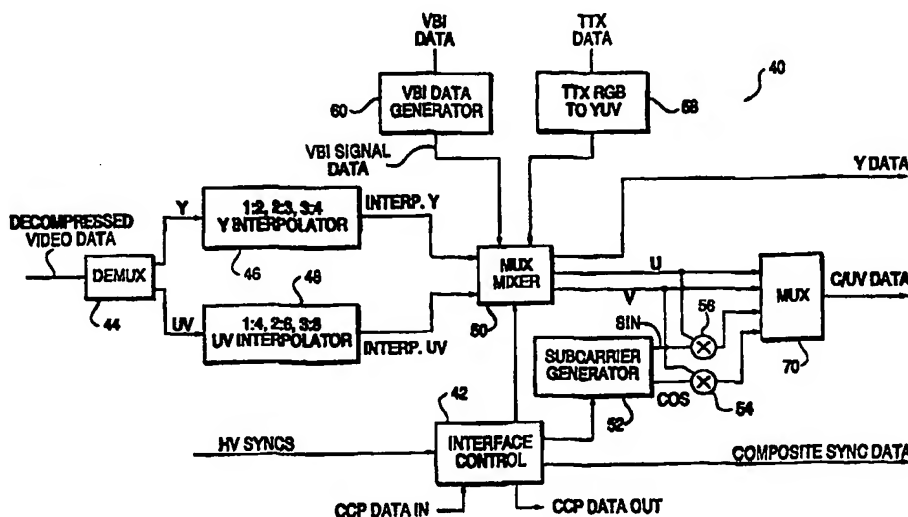 VBI
DATA
TTX
DATA
40
60
VBI DATA
GENERATOR
TTX RGB
TO YUV
58
VBI SIGNAL
DATA
Y DATA
DECOMPRESSED
VIDEO DATA
Y
1:2, 2:3, 3:4
Y INTERPOLATOR
INTERP. Y
46
DEMUX
44
48
UV
1:4, 2:6, 3:8
UV INTERPOLATOR
INTERP. UV
MUX
MIXER
50
U
V
SIN
56
MUX
70
C/UV DATA
SUBCARRIER
GENERATOR
52
COS
54
42
HV SYNCS
INTERFACE
CONTROL
COMPOSITE SYNC DATA
CCP DATA IN
CCP DATA OUT